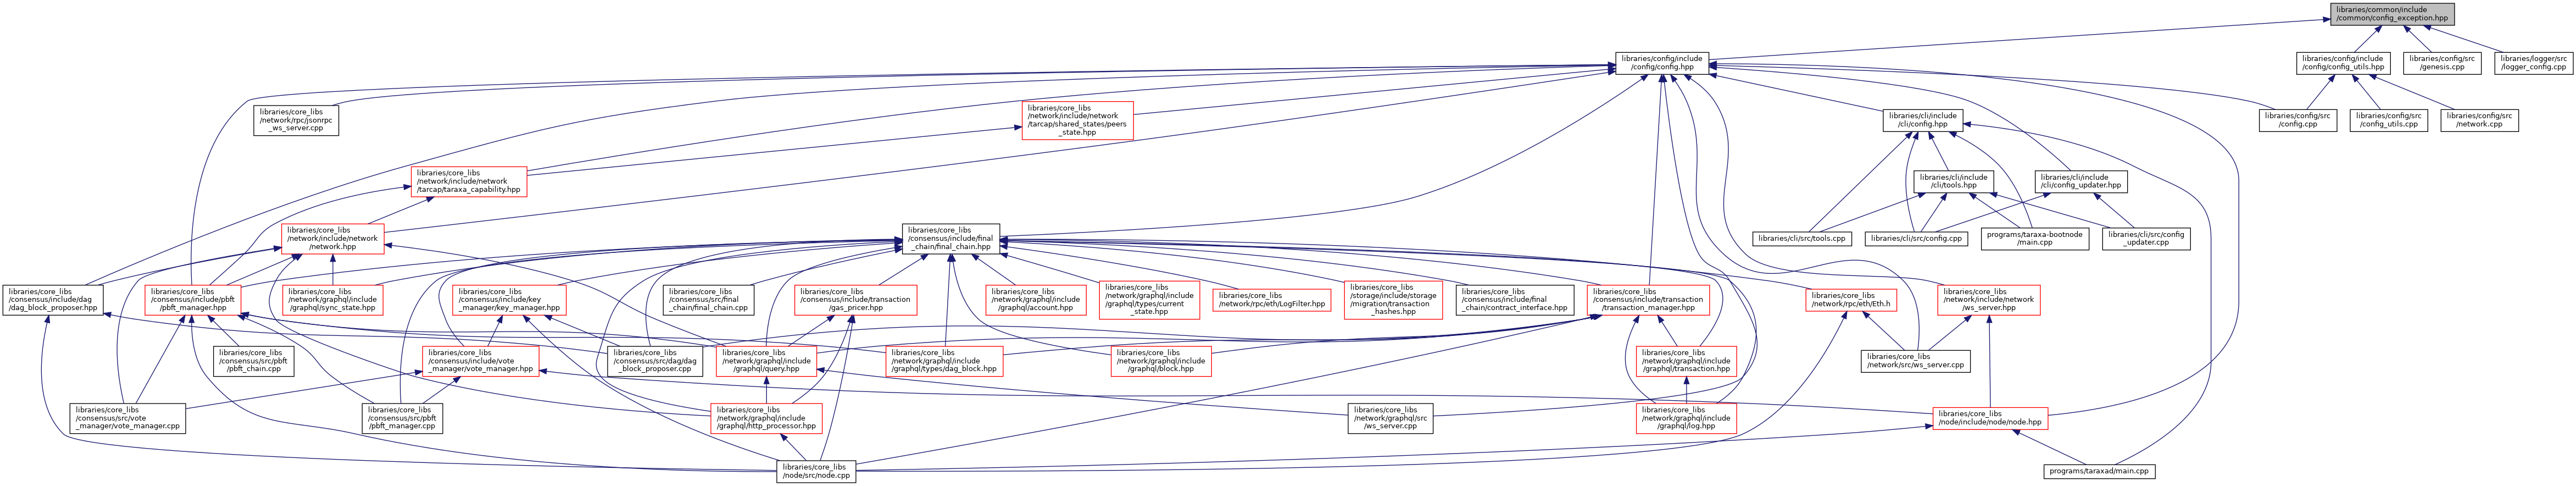 libraries/common/include
/common/config_exception.hpp
libraries/config/include
/config/config.hpp
libraries/config/include
/config/config_utils.hpp
libraries/config/src
/genesis.cpp
libraries/logger/src
/logger_config.cpp
libraries/core_libs
/network/rpc/jsonrpc
_ws_server.cpp
libraries/core_libs
/network/include/network
/tarcap/shared_states/peers
_state.hpp
libraries/cli/include
/cli/config.hpp
libraries/config/src
/config.cpp
libraries/config/src
/config_utils.cpp
libraries/config/src
/network.cpp
libraries/core_libs
/network/include/network
/tarcap/taraxa_capability.hpp
libraries/cli/include
/cli/tools.hpp
libraries/cli/include
/cli/config_updater.hpp
libraries/core_libs
/network/include/network
/network.hpp
libraries/core_libs
/consensus/include/final
_chain/final_chain.hpp
libraries/cli/src/tools.cpp
libraries/cli/src/config.cpp
programs/taraxa-bootnode
/main.cpp
libraries/cli/src/config
_updater.cpp
libraries/core_libs
/consensus/include/dag
/dag_block_proposer.hpp
libraries/core_libs
/consensus/include/pbft
/pbft_manager.hpp
libraries/core_libs
/network/graphql/include
/graphql/sync_state.hpp
libraries/core_libs
/consensus/include/key
_manager/key_manager.hpp
libraries/core_libs
/consensus/src/final
_chain/final_chain.cpp
libraries/core_libs
/consensus/include/transaction
/gas_pricer.hpp
libraries/core_libs
/network/graphql/include
/graphql/account.hpp
libraries/core_libs
/network/graphql/include
/graphql/types/current
_state.hpp
libraries/core_libs
/network/rpc/eth/LogFilter.hpp
libraries/core_libs
/storage/include/storage
/migration/transaction
_hashes.hpp
libraries/core_libs
/consensus/include/final
_chain/contract_interface.hpp
libraries/core_libs
/consensus/include/transaction
/transaction_manager.hpp
libraries/core_libs
/network/rpc/eth/Eth.h
libraries/core_libs
/network/include/network
/ws_server.hpp
libraries/core_libs
/consensus/src/pbft
/pbft_chain.cpp
libraries/core_libs
/consensus/include/vote
_manager/vote_manager.hpp
libraries/core_libs
/consensus/src/dag/dag
_block_proposer.cpp
libraries/core_libs
/network/graphql/include
/graphql/query.hpp
libraries/core_libs
/network/graphql/include
/graphql/types/dag_block.hpp
libraries/core_libs
/network/graphql/include
/graphql/block.hpp
libraries/core_libs
/network/graphql/include
/graphql/transaction.hpp
libraries/core_libs
/network/src/ws_server.cpp
libraries/core_libs
/consensus/src/vote
_manager/vote_manager.cpp
libraries/core_libs
/consensus/src/pbft
/pbft_manager.cpp
libraries/core_libs
/network/graphql/include
/graphql/http_processor.hpp
libraries/core_libs
/network/graphql/src
/ws_server.cpp
libraries/core_libs
/network/graphql/include
/graphql/log.hpp
libraries/core_libs
/node/include/node/node.hpp
libraries/core_libs
/node/src/node.cpp
programs/taraxad/main.cpp